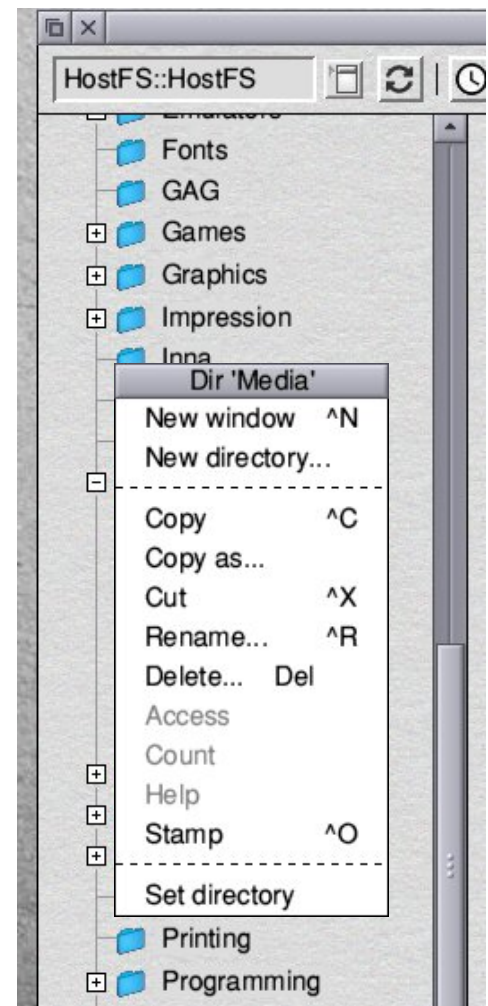 HostFS::HostFS
Emulators
Fonts
GAG
Games
Graphics
Impression
Inna
Dir 'Media'
New window ^N
New directory...
Copy ^C
Copy as...
Cut ^X
Rename... ^R
Delete... Del
Access
Count
Help
Stamp ^O
Set directory
Printing
Programming